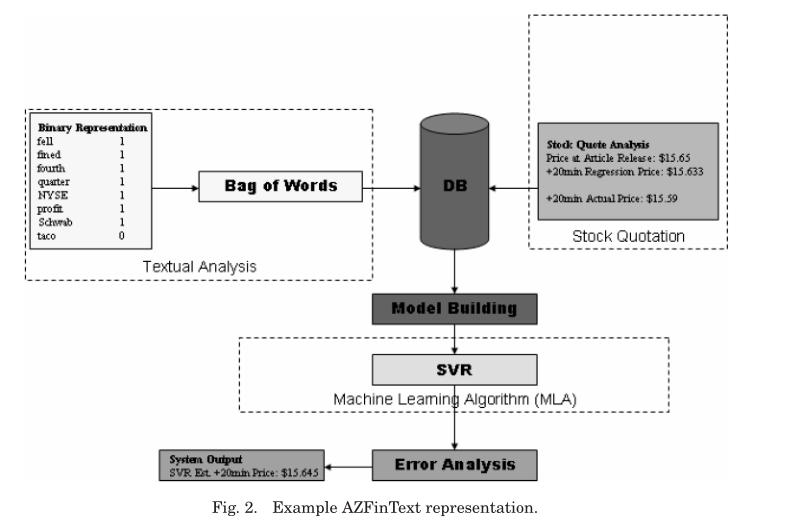 Binary Representation
fell 1
fined 1
fourth 1
quarter 1
NYSE 1
profit 1
Schwab 1
taco 0
Bag of Words
Textual Analysis
DB
Stock Quote Analysis
Price at Article Release: $15.65
+20min Regression Price: $15.633
+20min Actual Price: $15.59
Stock Quotation
Model Building
SVR
Machine Learning Algorithm (MLA)
Error Analysis
System Output
SVR Est. +20min Price: $15.645
Fig. 2. Example AZFinText representation.